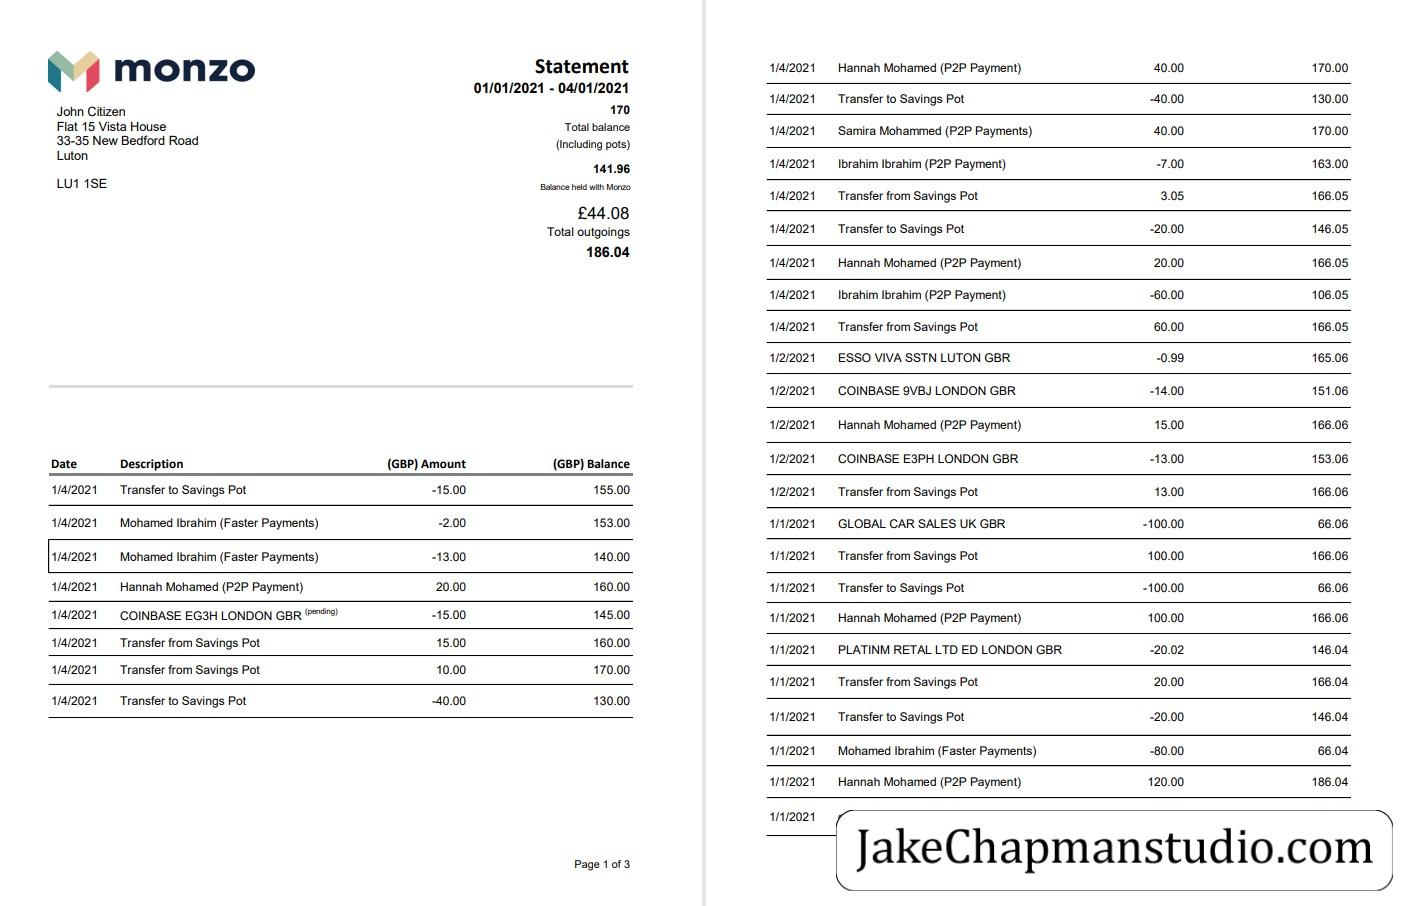 monzo
Statement
01/01/2021 - 04/01/2021
John Citizen
Flat 15 Vista House
33-35 New Bedford Road
Luton
LU1 1SE
170
Total balance
(Including pots)
141.96
Balance held with Monzo
£44.08
Total outgoings
186.04
Date Description (GBP) Amount (GBP) Balance
1/4/2021 Transfer to Savings Pot -15.00 155.00
1/4/2021 Mohamed Ibrahim (Faster Payments) -2.00 153.00
1/4/2021 Mohamed Ibrahim (Faster Payments) -13.00 140.00
1/4/2021 Hannah Mohamed (P2P Payment) 20.00 160.00
1/4/2021 COINBASE EG3H LONDON GBR (pending) -15.00 145.00
1/4/2021 Transfer from Savings Pot 15.00 160.00
1/4/2021 Transfer from Savings Pot 10.00 170.00
1/4/2021 Transfer to Savings Pot -40.00 130.00
Page 1 of 3
1/4/2021 Hannah Mohamed (P2P Payment) 40.00 170.00
1/4/2021 Transfer to Savings Pot -40.00 130.00
1/4/2021 Samira Mohammed (P2P Payments) 40.00 170.00
1/4/2021 Ibrahim Ibrahim (P2P Payment) -7.00 163.00
1/4/2021 Transfer from Savings Pot 3.05 166.05
1/4/2021 Transfer to Savings Pot -20.00 146.05
1/4/2021 Hannah Mohamed (P2P Payment) 20.00 166.05
1/4/2021 Ibrahim Ibrahim (P2P Payment) -60.00 106.05
1/4/2021 Transfer from Savings Pot 60.00 166.05
1/2/2021 ESSO VIVA SSTN LUTON GBR -0.99 165.06
1/2/2021 COINBASE 9VBJ LONDON GBR -14.00 151.06
1/2/2021 Hannah Mohamed (P2P Payment) 15.00 166.06
1/2/2021 COINBASE E3PH LONDON GBR -13.00 153.06
1/2/2021 Transfer from Savings Pot 13.00 166.06
1/1/2021 GLOBAL CAR SALES UK GBR -100.00 66.06
1/1/2021 Transfer from Savings Pot 100.00 166.06
1/1/2021 Transfer to Savings Pot -100.00 66.06
1/1/2021 Hannah Mohamed (P2P Payment) 100.00 166.06
1/1/2021 PLATINM RETAL LTD ED LONDON GBR -20.02 146.04
1/1/2021 Transfer from Savings Pot 20.00 166.04
1/1/2021 Transfer to Savings Pot -20.00 146.04
1/1/2021 Mohamed Ibrahim (Faster Payments) -80.00 66.04
1/1/2021 Hannah Mohamed (P2P Payment) 120.00 186.04
1/1/2021
JakeChapmanstudio.com